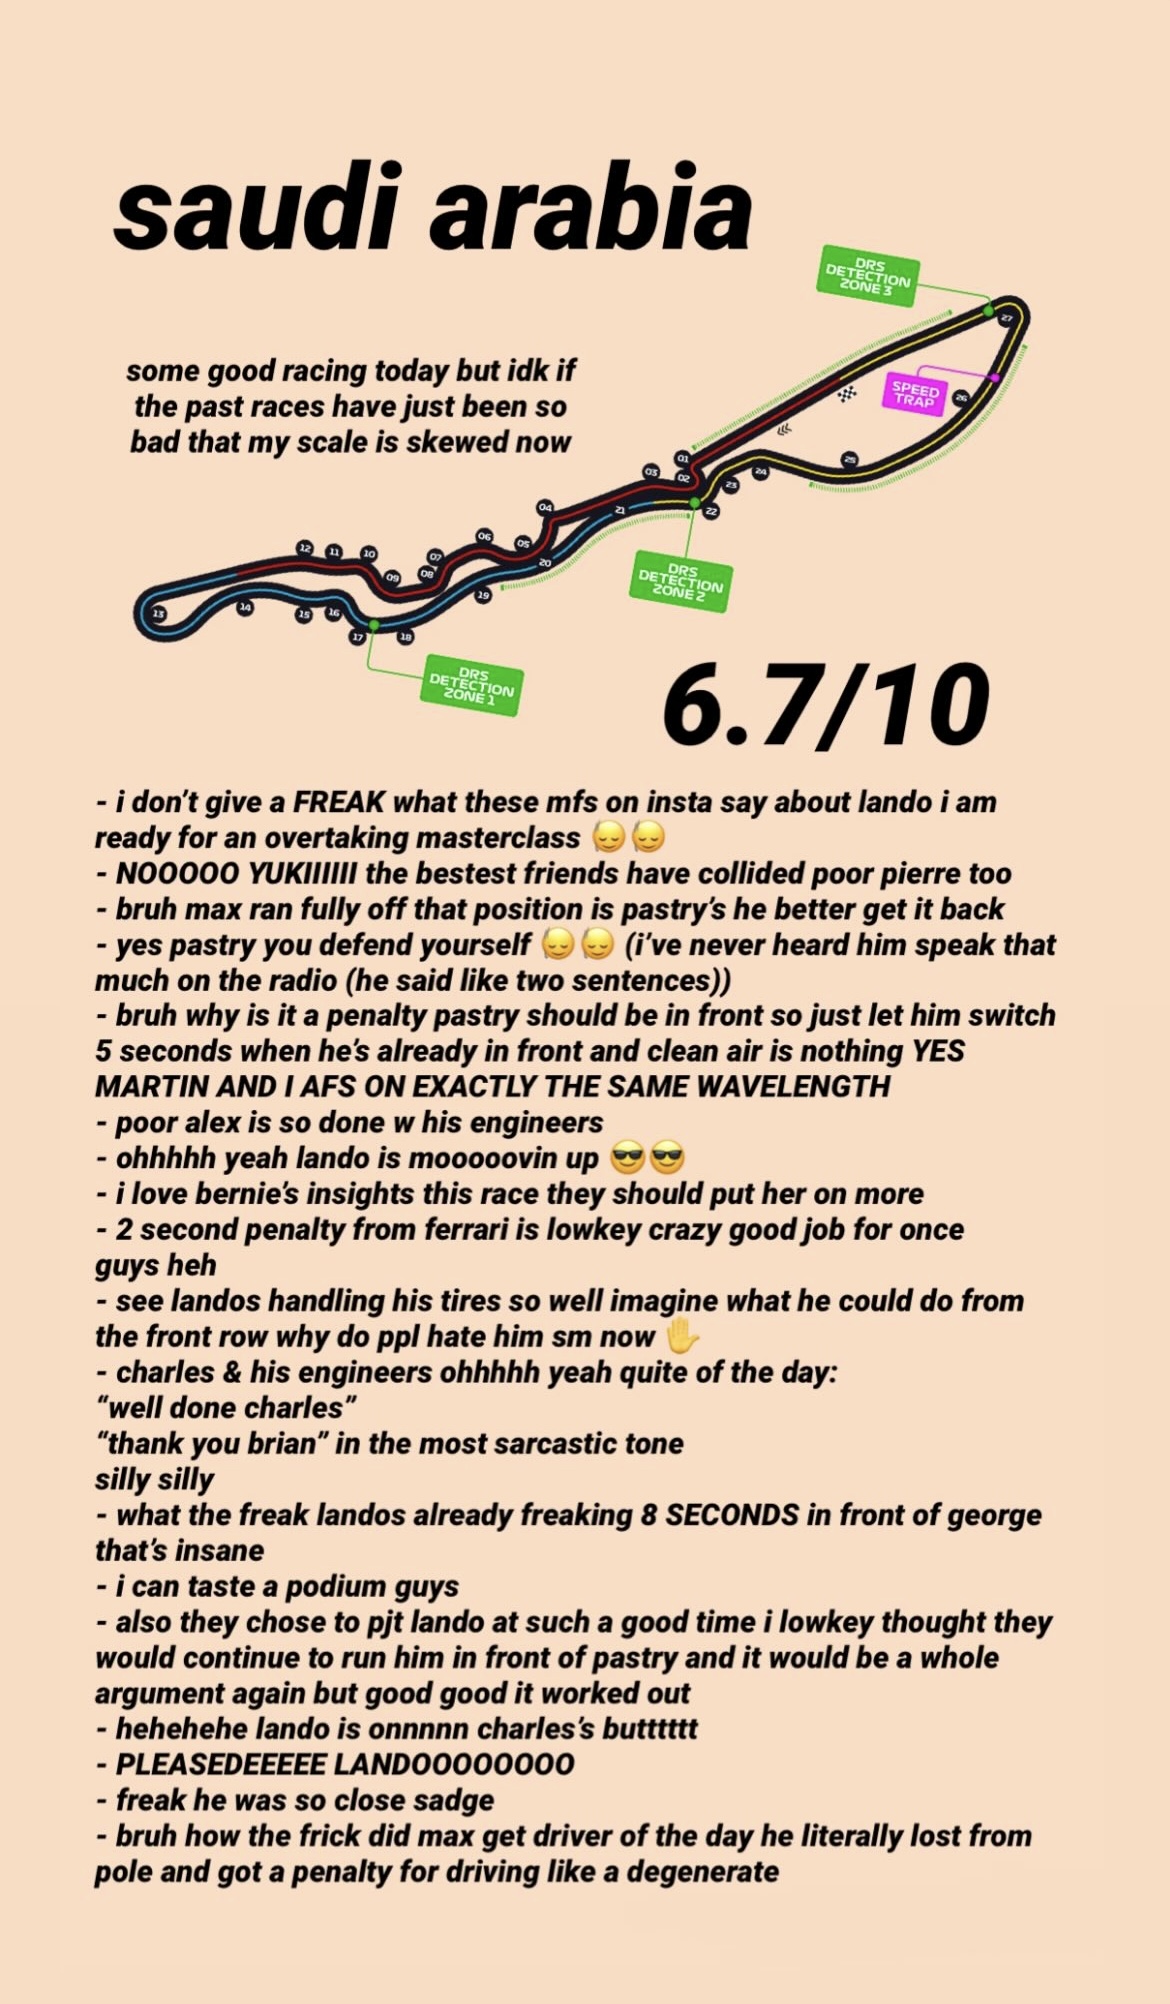 saudi arabia
some good racing today but idk if
the past races have just been so
bad that my scale is skewed now
DRS
DETECTION
ZONE 3
27
SPEED
TRAP
26
25
01
03
02
24
23
04
21
22
06
05
12
11
10
07
20
08
09
DRS
DETECTION
ZONE 2
19
13
14
15
16
17
18
DRS
DETECTION
ZONE 1
6.7/10
- i don’t give a FREAK what these mfs on insta say about lando i am
ready for an overtaking masterclass 😌😌
- NOOOOO YUKIIIIII the bestest friends have collided poor pierre too
- bruh max ran fully off that position is pastry’s he better get it back
- yes pastry you defend yourself 😌😌 (i’ve never heard him speak that
much on the radio (he said like two sentences))
- bruh why is it a penalty pastry should be in front so just let him switch
5 seconds when he’s already in front and clean air is nothing YES
MARTIN AND I AFS ON EXACTLY THE SAME WAVELENGTH
- poor alex is so done w his engineers
- ohhhhh yeah lando is mooooovin up 😎😎
- i love bernie’s insights this race they should put her on more
- 2 second penalty from ferrari is lowkey crazy good job for once
guys heh
- see landos handling his tires so well imagine what he could do from
the front row why do ppl hate him sm now ✋
- charles & his engineers ohhhhh yeah quite of the day:
“well done charles”
“thank you brian” in the most sarcastic tone
silly silly
- what the freak landos already freaking 8 SECONDS in front of george
that’s insane
- i can taste a podium guys
- also they chose to pjt lando at such a good time i lowkey thought they
would continue to run him in front of pastry and it would be a whole
argument again but good good it worked out
- hehehehe lando is onnnnn charles’s butttttt
- PLEASEDEEEEE LANDOOOOOOOO
- freak he was so close sadge
- bruh how the frick did max get driver of the day he literally lost from
pole and got a penalty for driving like a degenerate